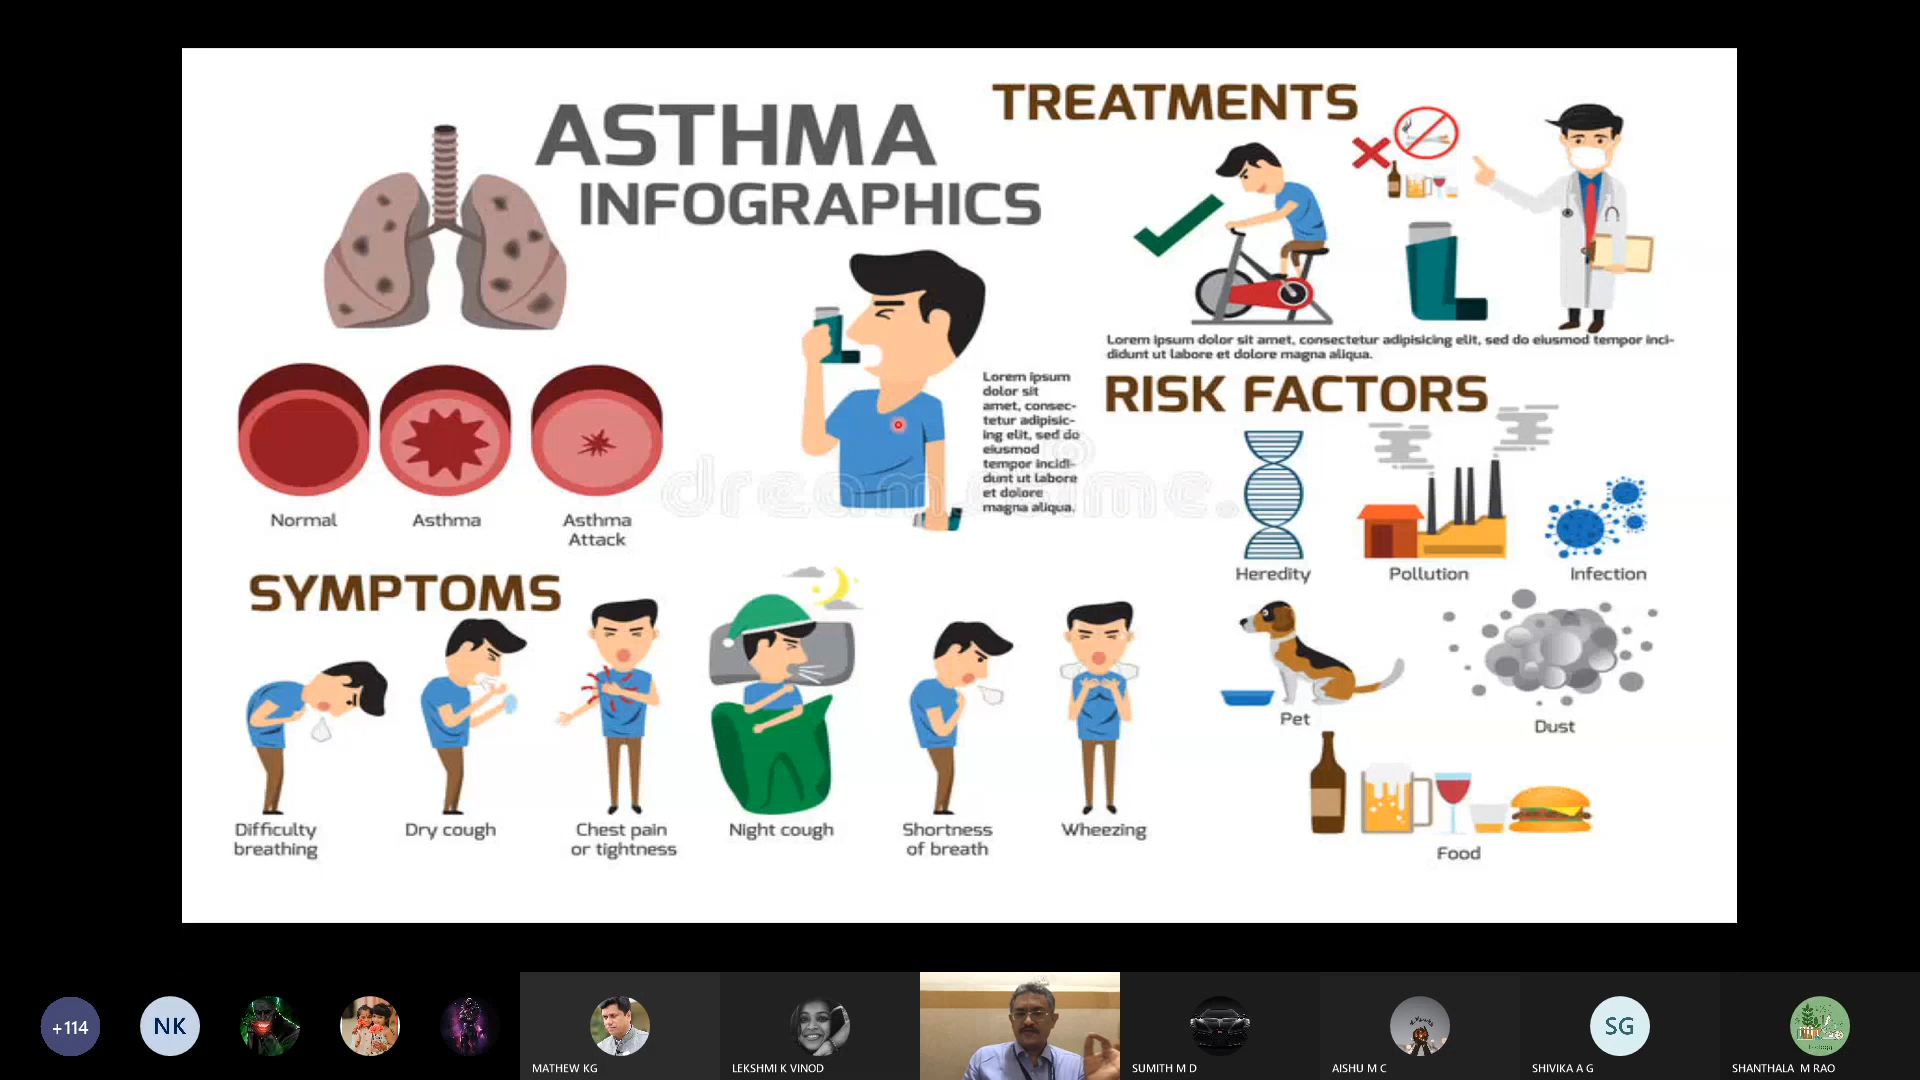 ASTHMA
INFOGRAPHICS
TREATMENTS
Lorem ipsum dolor sit amet, consectetur adipisicing elit, sed do eiusmod tempor inci-
didunt ut labore et dolore magna aliqua.
Lorem ipsum
dolor sit
amet, consec-
tetur adipisic-
ing elit, sed do
eiusmod
tempor incidi-
dunt ut labore
et dolore
magna aliqua.
dreamstime.
Normal
Asthma
Asthma
Attack
RISK FACTORS
Heredity
Pollution
Infection
Pet
Dust
Food
SYMPTOMS
Difficulty
breathing
Dry cough
Chest pain
or tightness
Night cough
Shortness
of breath
Wheezing
+114
NK
MATHEW KG
LEKSHMI K VINOD
SUMITH M D
AISHU M C
SG
SHIVIKA A G
SHANTHALA M RAO